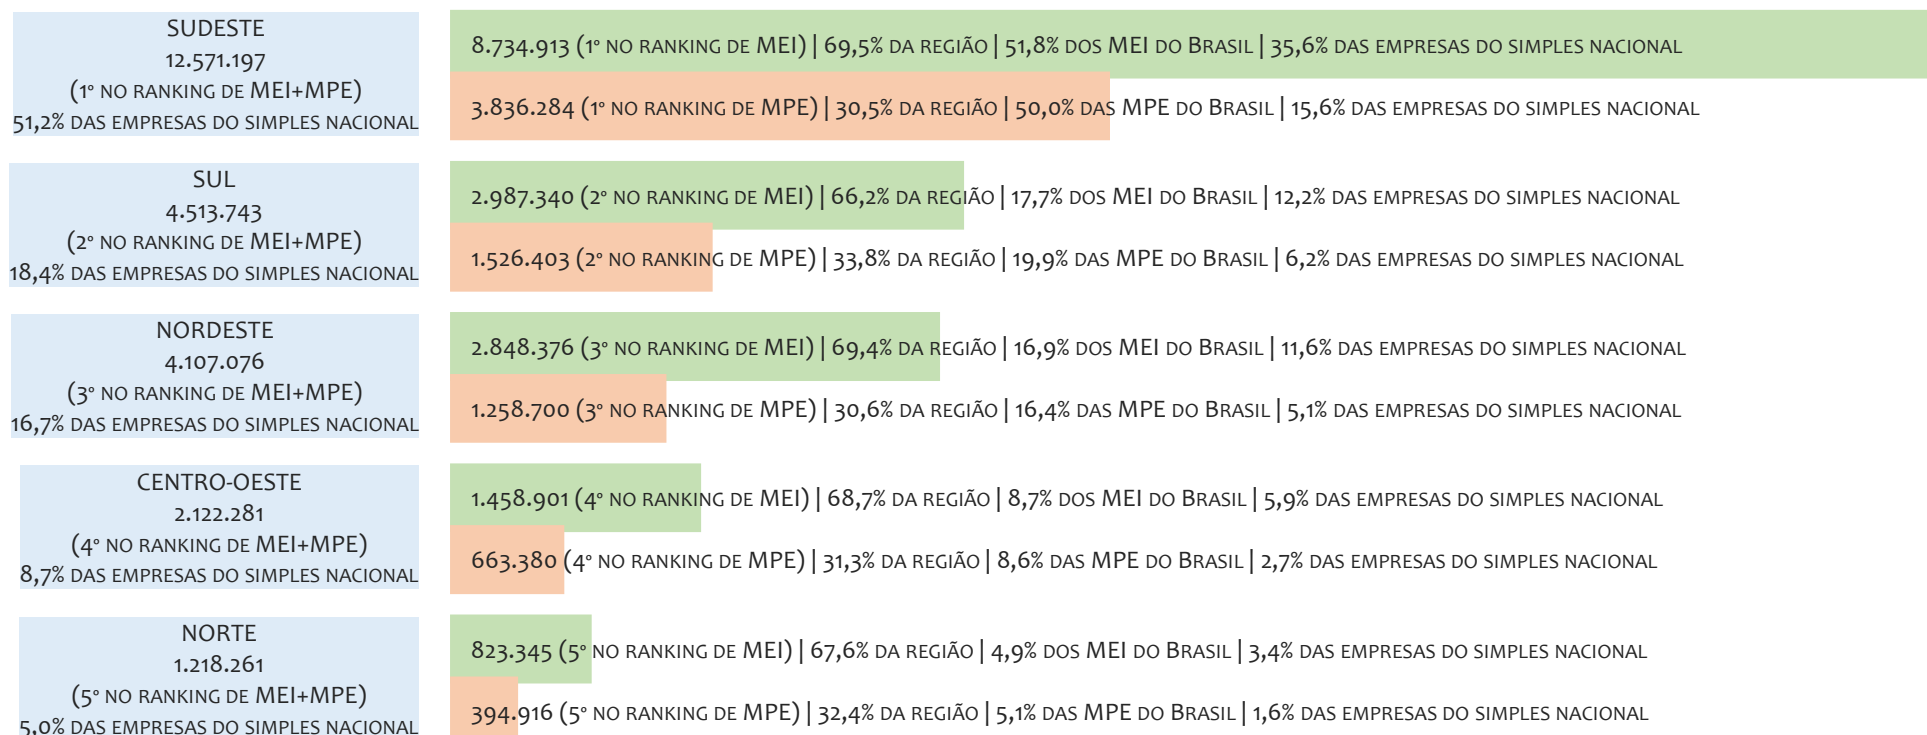 SUDESTE
12.571.197
(1° NO RANKING DE MEI+MPE)
51,2% DAS EMPRESAS DO SIMPLES NACIONAL
8.734.913 (1° NO RANKING DE MEI) | 69,5% DA REGIÃO | 51,8% DOS MEI DO BRASIL | 35,6% DAS EMPRESAS DO SIMPLES NACIONAL
3.836.284 (1° NO RANKING DE MPE) | 30,5% DA REGIÃO | 50,0% DAS MPE DO BRASIL | 15,6% DAS EMPRESAS DO SIMPLES NACIONAL
SUL
4.513.743
(2° NO RANKING DE MEI+MPE)
18,4% DAS EMPRESAS DO SIMPLES NACIONAL
2.987.340 (2° NO RANKING DE MEI) | 66,2% DA REGIÃO | 17,7% DOS MEI DO BRASIL | 12,2% DAS EMPRESAS DO SIMPLES NACIONAL
1.526.403 (2° NO RANKING DE MPE) | 33,8% DA REGIÃO | 19,9% DAS MPE DO BRASIL | 6,2% DAS EMPRESAS DO SIMPLES NACIONAL
NORDESTE
4.107.076
(3° NO RANKING DE MEI+MPE)
16,7% DAS EMPRESAS DO SIMPLES NACIONAL
2.848.376 (3° NO RANKING DE MEI) | 69,4% DA REGIÃO | 16,9% DOS MEI DO BRASIL | 11,6% DAS EMPRESAS DO SIMPLES NACIONAL
1.258.700 (3° NO RANKING DE MPE) | 30,6% DA REGIÃO | 16,4% DAS MPE DO BRASIL | 5,1% DAS EMPRESAS DO SIMPLES NACIONAL
CENTRO-OESTE
2.122.281
(4° NO RANKING DE MEI+MPE)
8,7% DAS EMPRESAS DO SIMPLES NACIONAL
1.458.901 (4° NO RANKING DE MEI) | 68,7% DA REGIÃO | 8,7% DOS MEI DO BRASIL | 5,9% DAS EMPRESAS DO SIMPLES NACIONAL
663.380 (4° NO RANKING DE MPE) | 31,3% DA REGIÃO | 8,6% DAS MPE DO BRASIL | 2,7% DAS EMPRESAS DO SIMPLES NACIONAL
NORTE
1.218.261
(5° NO RANKING DE MEI+MPE)
5,0% DAS EMPRESAS DO SIMPLES NACIONAL
823.345 (5° NO RANKING DE MEI) | 67,6% DA REGIÃO | 4,9% DOS MEI DO BRASIL | 3,4% DAS EMPRESAS DO SIMPLES NACIONAL
394.916 (5° NO RANKING DE MPE) | 32,4% DA REGIÃO | 5,1% DAS MPE DO BRASIL | 1,6% DAS EMPRESAS DO SIMPLES NACIONAL